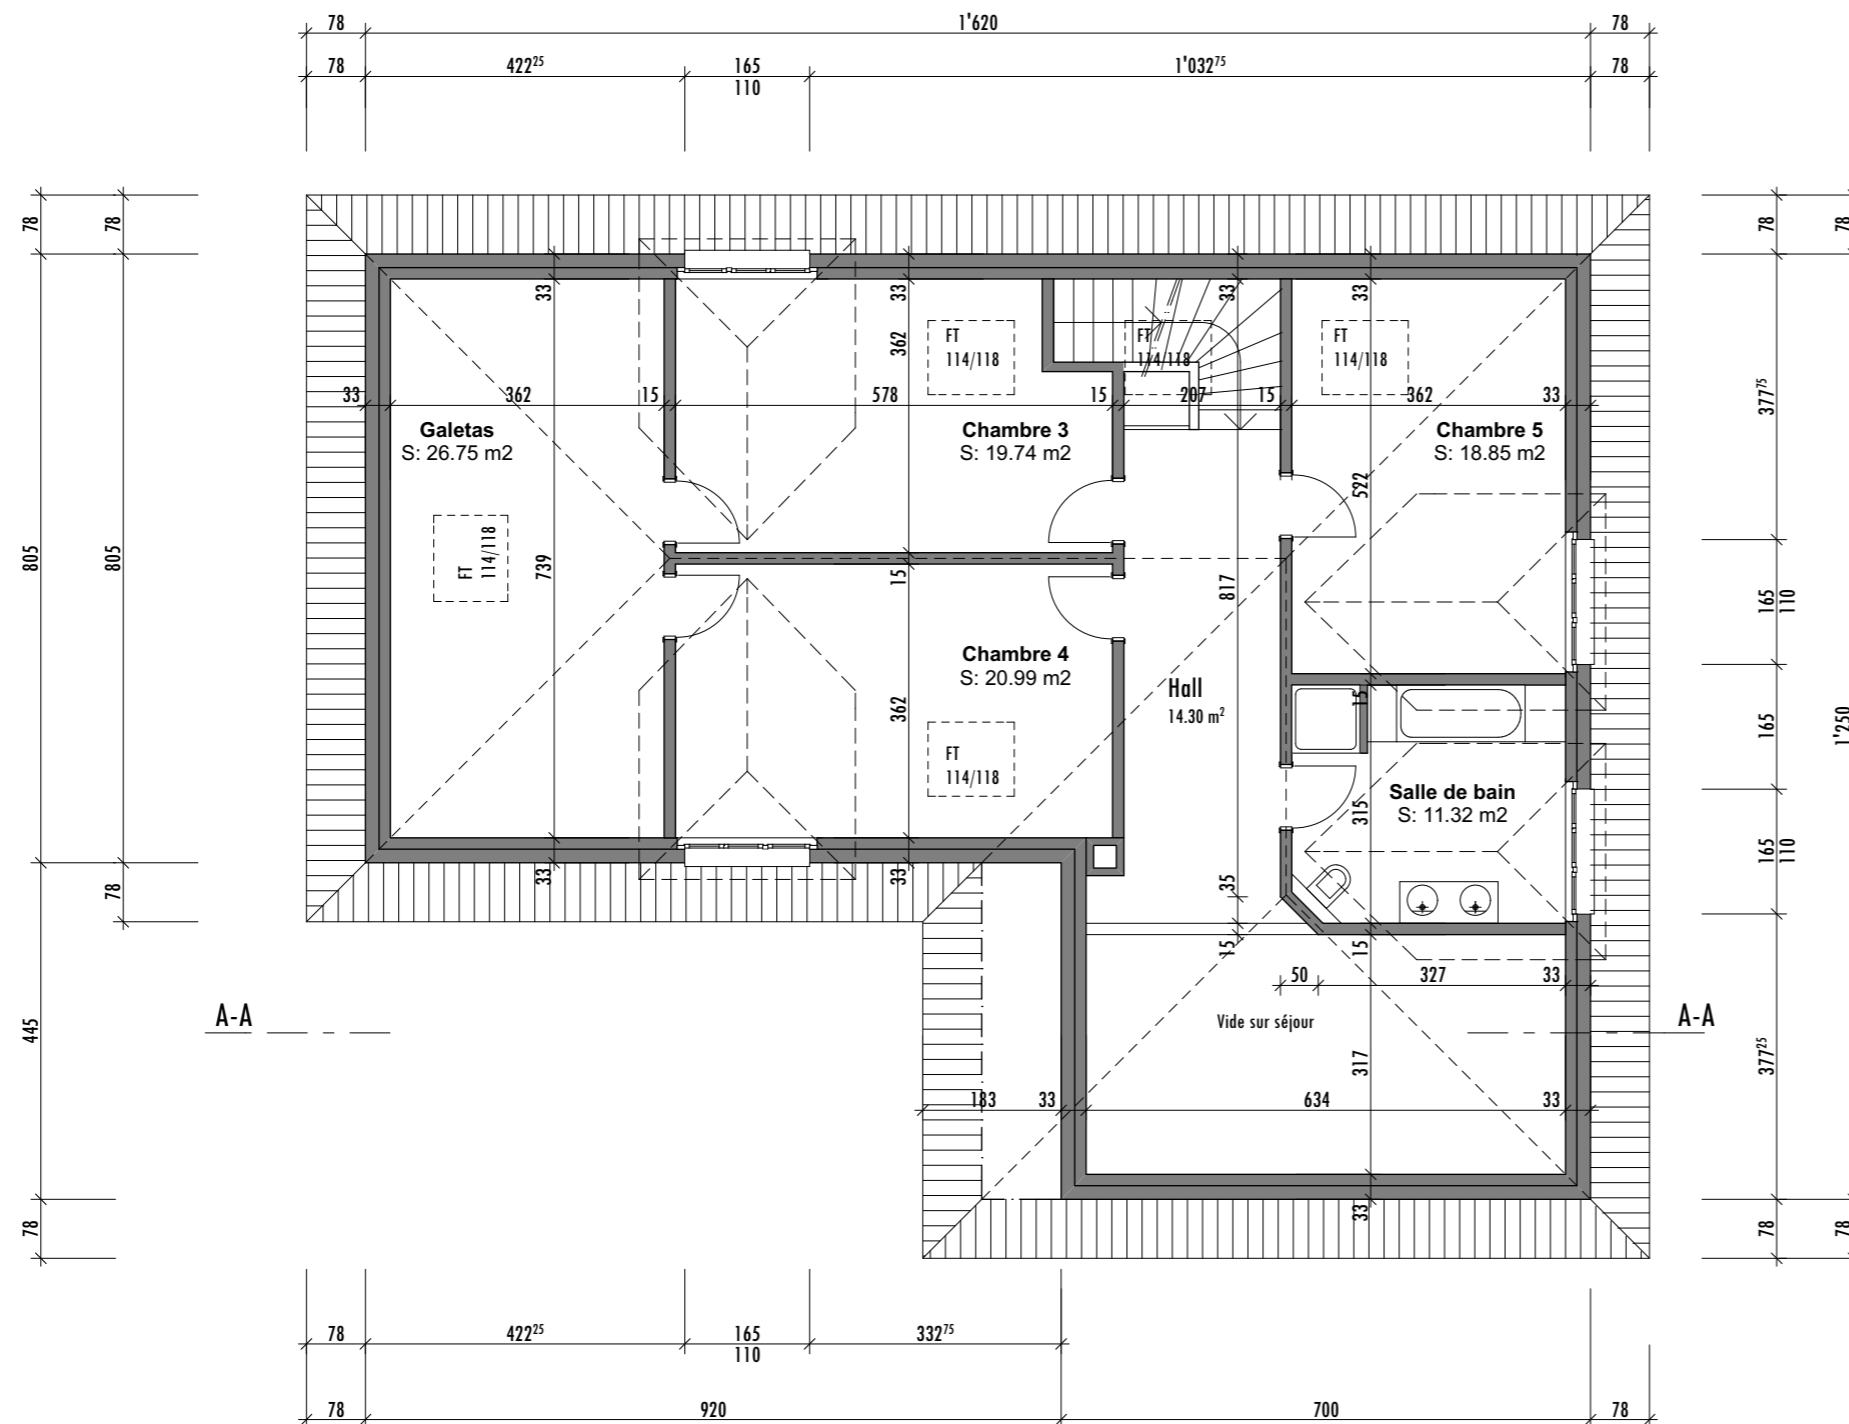 78 1'620 78
78 422²⁵ 165 1'032⁷⁵ 78
110
78 78 78 78
33 33 33 33
362
FT
114/118
FT
114/118
FT
114/118
33 362 15 578 15 207 15 362 33
377⁷⁵
Galetas
S: 26.75 m2
Chambre 3
S: 19.74 m2
Chambre 5
S: 18.85 m2
522
FT
114/118
805 805 739 15 817
165
110
Chambre 4
S: 20.99 m2
Hall
14.30 m²
362
15
165
1'250
FT
114/118
Salle de bain
S: 11.32 m2
315
165
110
78 33 33 35
15 15
50 327 33
A-A
Vide sur séjour
A-A
445
317
377²⁵
183 33 634 33
78 33 78 78
78 422²⁵ 165 332⁷⁵
110
78 920 700 78